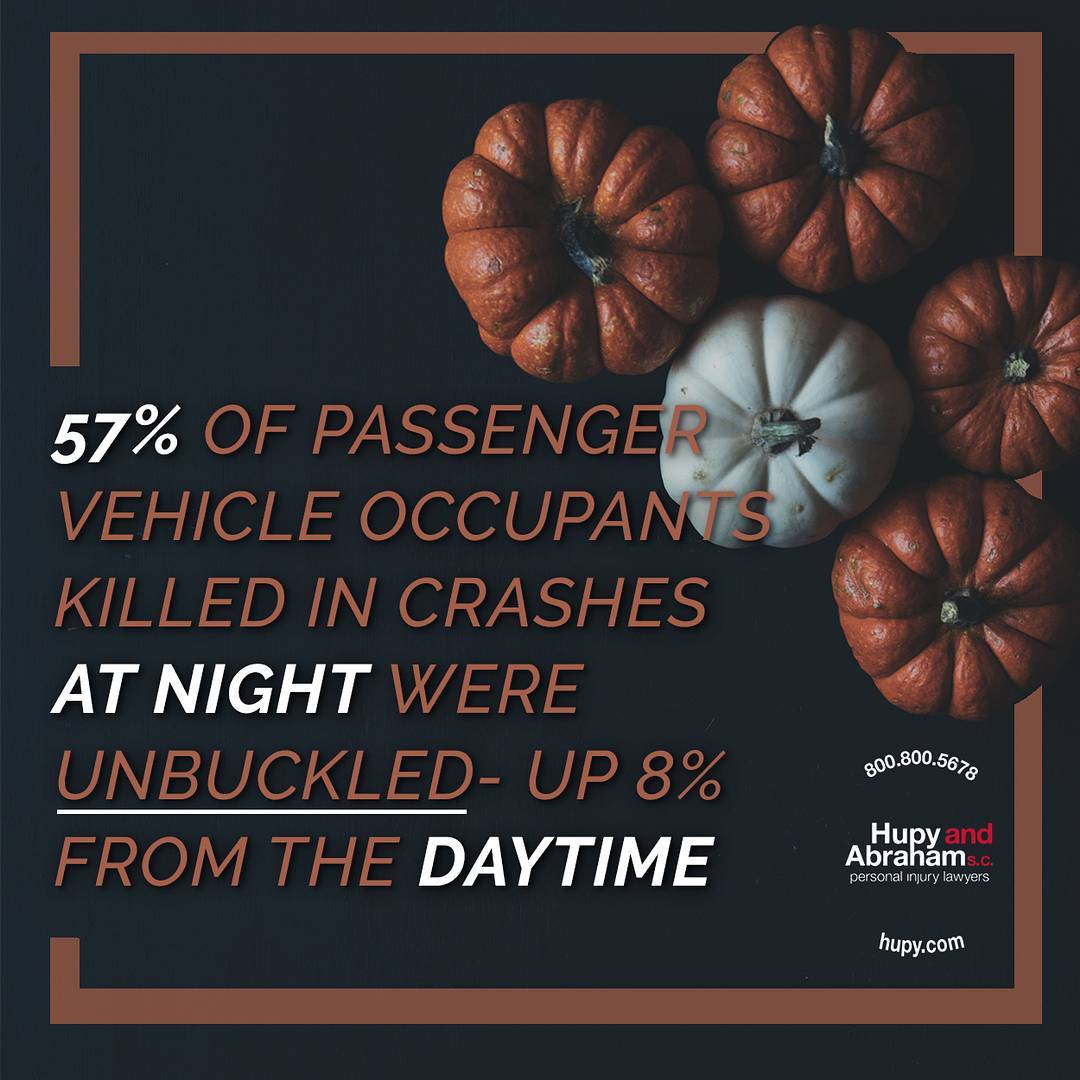 57% OF PASSENGER
VEHICLE OCCUPANTS
KILLED IN CRASHES
AT NIGHT WERE
UNBUCKLED- UP 8%
FROM THE DAYTIME
800.800.5678
Hupy and
Abraham s.c.
personal injury lawyers
hupy.com